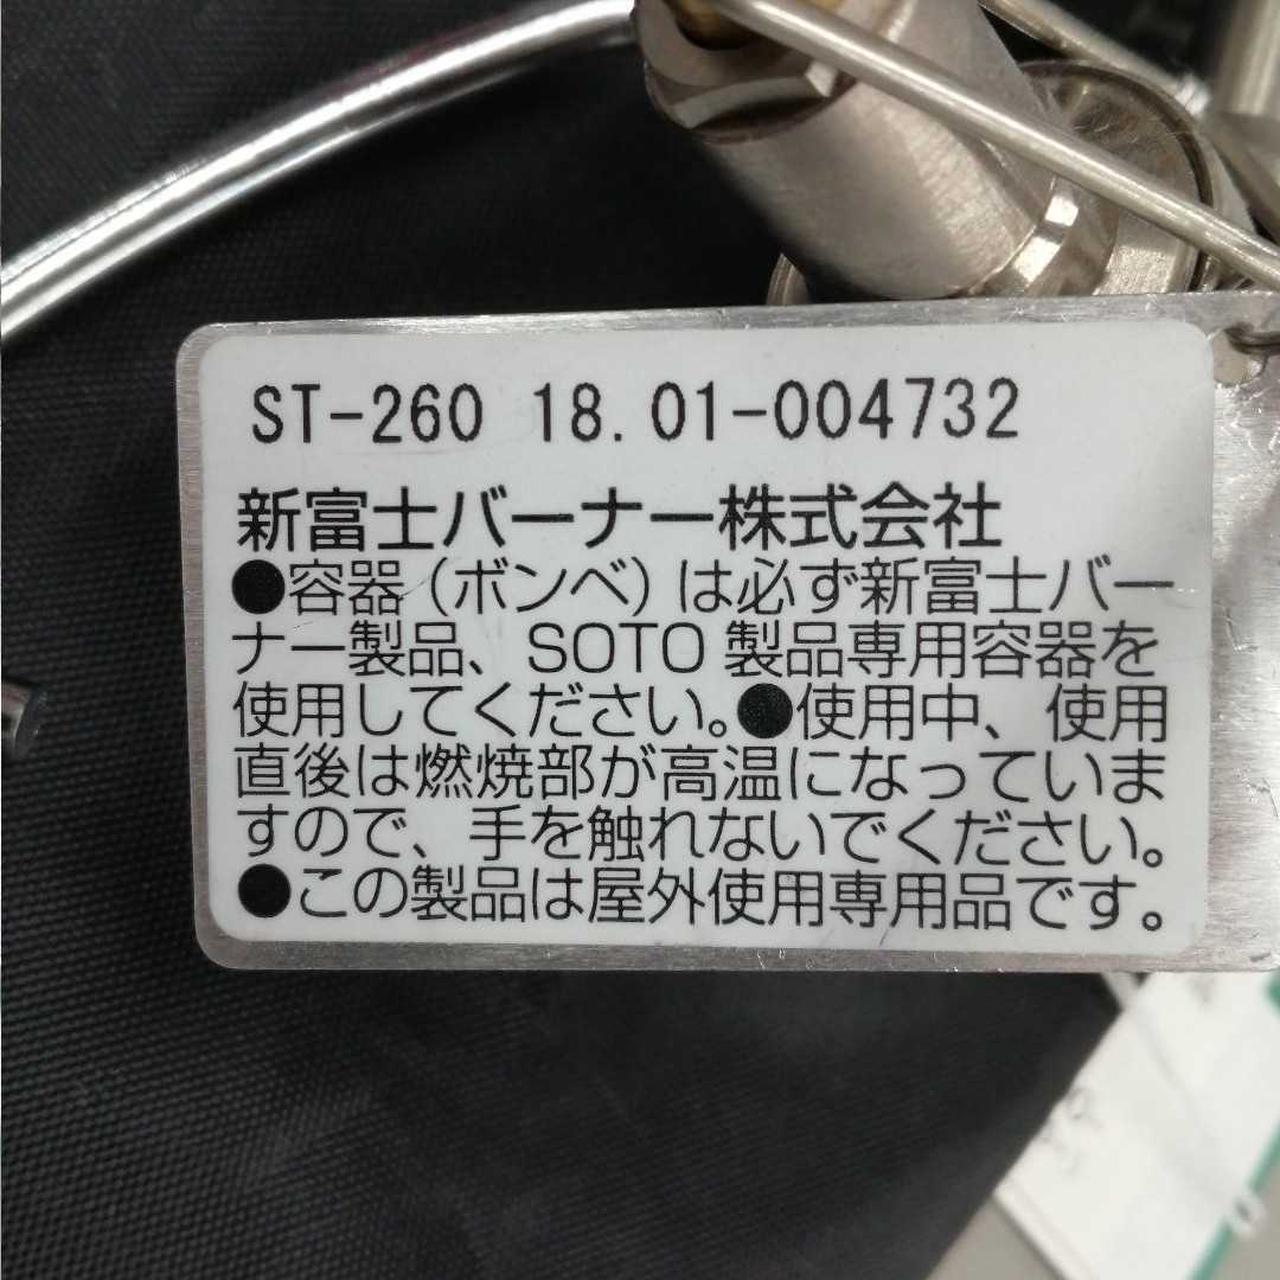 ST-260 18.01-004732
新富士バーナー株式会社
●容器(ボンベ)は必ず新富士バー
ナー製品、SOTO 製品専用容器を
使用してください。●使用中、使用
直後は燃焼部が高温になっていま
すので、手を触れないでください。
●この製品は屋外使用専用品です。